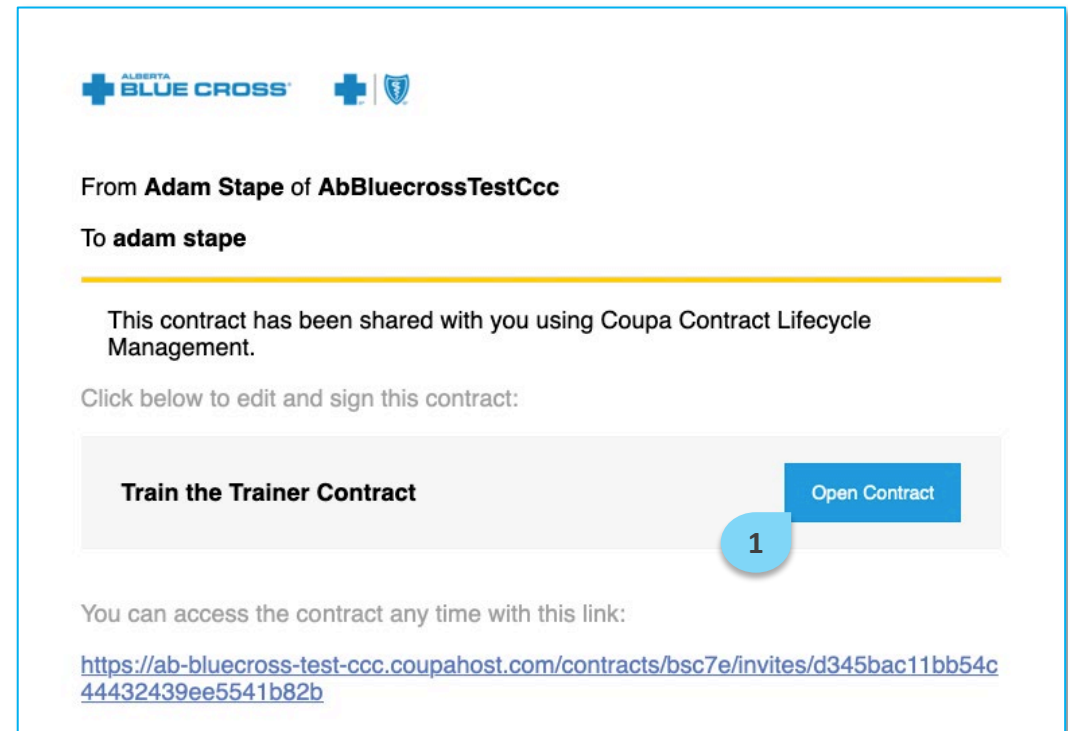 ALBERTA
BLUE CROSS®
From Adam Stape of AbBluecrossTestCcc
To adam stape
This contract has been shared with you using Coupa Contract Lifecycle
Management.
Click below to edit and sign this contract:
Train the Trainer Contract
Open Contract
1
You can access the contract any time with this link:
https://ab-bluecross-test-ccc.coupahost.com/contracts/bsc7e/invites/d345bac11bb54c
44432439ee5541b82b